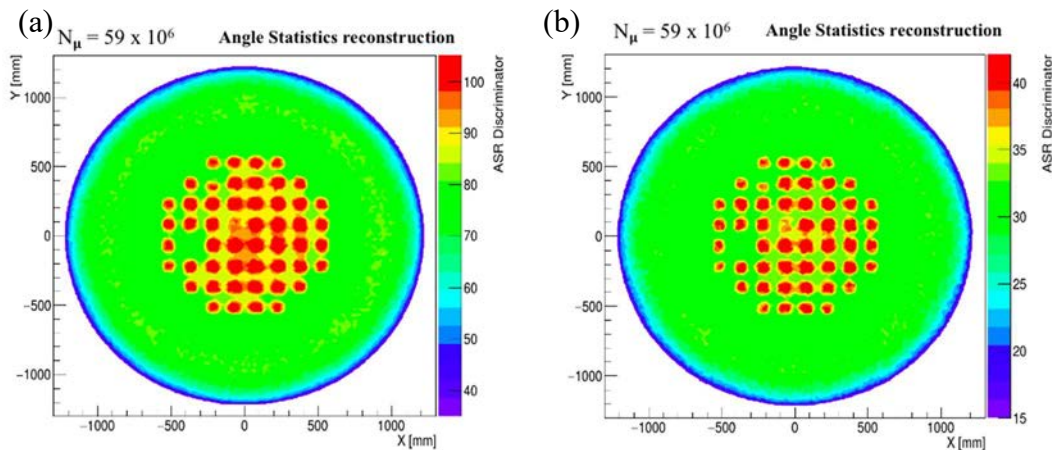 (a)
N_μ = 59 x 10⁶ Angle Statistics reconstruction
Y [mm]
1000
500
0
−500
−1000
−1000 −500 0 500 1000
X [mm]
100
90
80
70
60
50
40
ASR Discriminator
(b)
N_μ = 59 x 10⁶ Angle Statistics reconstruction
Y [mm]
1000
500
0
−500
−1000
−1000 −500 0 500 1000
X [mm]
40
35
30
25
20
15
ASR Discriminator